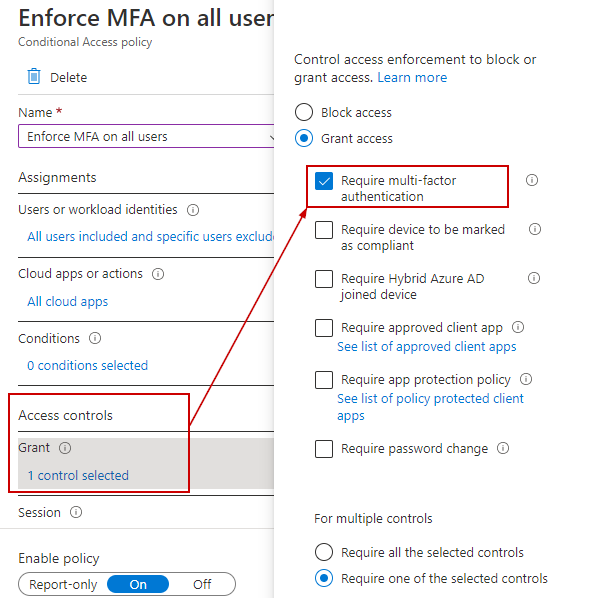 Enforce MFA on all user
Conditional Access policy
Delete
Name *
Enforce MFA on all users
Assignments
Users or workload identities
All users included and specific users exclude
Cloud apps or actions
All cloud apps
Conditions
0 conditions selected
Access controls
Grant
1 control selected
Session
Enable policy
Report-only On Off
Control access enforcement to block or
grant access. Learn more
Block access
Grant access
Require multi-factor
authentication
Require device to be marked
as compliant
Require Hybrid Azure AD
joined device
Require approved client app
See list of approved client apps
Require app protection policy
See list of policy protected client
apps
Require password change
For multiple controls
Require all the selected controls
Require one of the selected controls